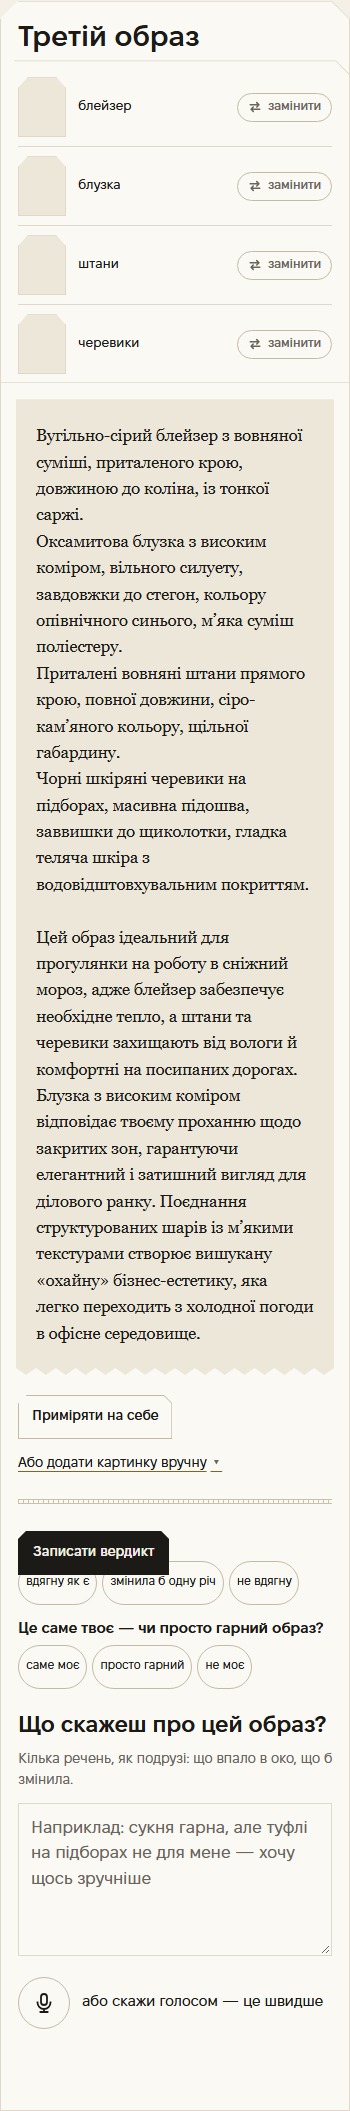 Третій образ
блейзер
замінити
блузка
замінити
штани
замінити
черевики
замінити
Вугільно-сірий блейзер з вовняної
суміші, приталеного крою,
довжиною до коліна, із тонкої
саржі.
Оксамитова блузка з високим
коміром, вільного силуету,
завдовжки до стегон, кольору
опівнічного синього, м’яка суміш
поліестеру.
Приталені вовняні штани прямого
крою, повної довжини, сіро-
кам’яного кольору, щільної
габардину.
Чорні шкіряні черевики на
підборах, масивна підошва,
заввишки до щиколотки, гладка
теляча шкіра з
водовідштовхувальним покриттям.

Цей образ ідеальний для
прогулянки на роботу в сніжний
мороз, адже блейзер забезпечує
необхідне тепло, а штани та
черевики захищають від вологи й
комфортні на посипаних дорогах.
Блузка з високим коміром
відповідає твоєму проханню щодо
закритих зон, гарантуючи
елегантний і затишний вигляд для
ділового ранку. Поєднання
структурованих шарів із м’якими
текстурами створює вишукану
«охайну» бізнес-естетику, яка
легко переходить з холодної погоди
в офісне середовище.
Приміряти на себе
Або додати картинку вручну
Записати вердикт
вдягну як є
змінила б одну річ
не вдягну
Це саме твоє — чи просто гарний образ?
саме моє
просто гарний
не моє
Що скажеш про цей образ?
Кілька речень, як подрузі: що впало в око, що б
змінила.
Наприклад: сукня гарна, але туфлі
на підборах не для мене — хочу
щось зручніше
або скажи голосом — це швидше